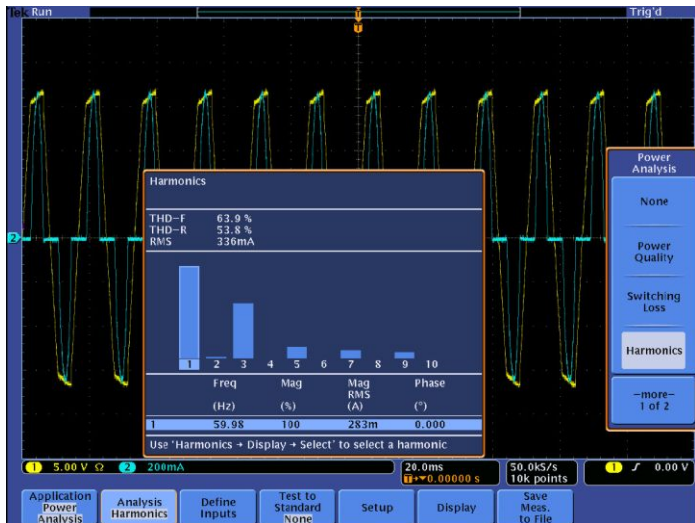 Tek Run Trig'd
T
T
2
Harmonics
THD-F 63.9 %
THD-R 53.8 %
RMS 336mA
1 2 3 4 5 6 7 8 9 10
Freq Mag Mag Phase
RMS
(Hz) (%) (A) (°)
1 59.98 100 283m 0.000
Use 'Harmonics → Display → Select' to select a harmonic
Power
Analysis
None
Power
Quality
Switching
Loss
Harmonics
-more-
1 of 2
1 5.00 V Ω 2 200mA 20.0ms 50.0kS/s 1 ∫ 0.00 V
T→▼0.00000 s 10k points
Application Analysis Define Test to Setup Display Save
Power Harmonics Inputs Standard Meas.
Analysis None to File